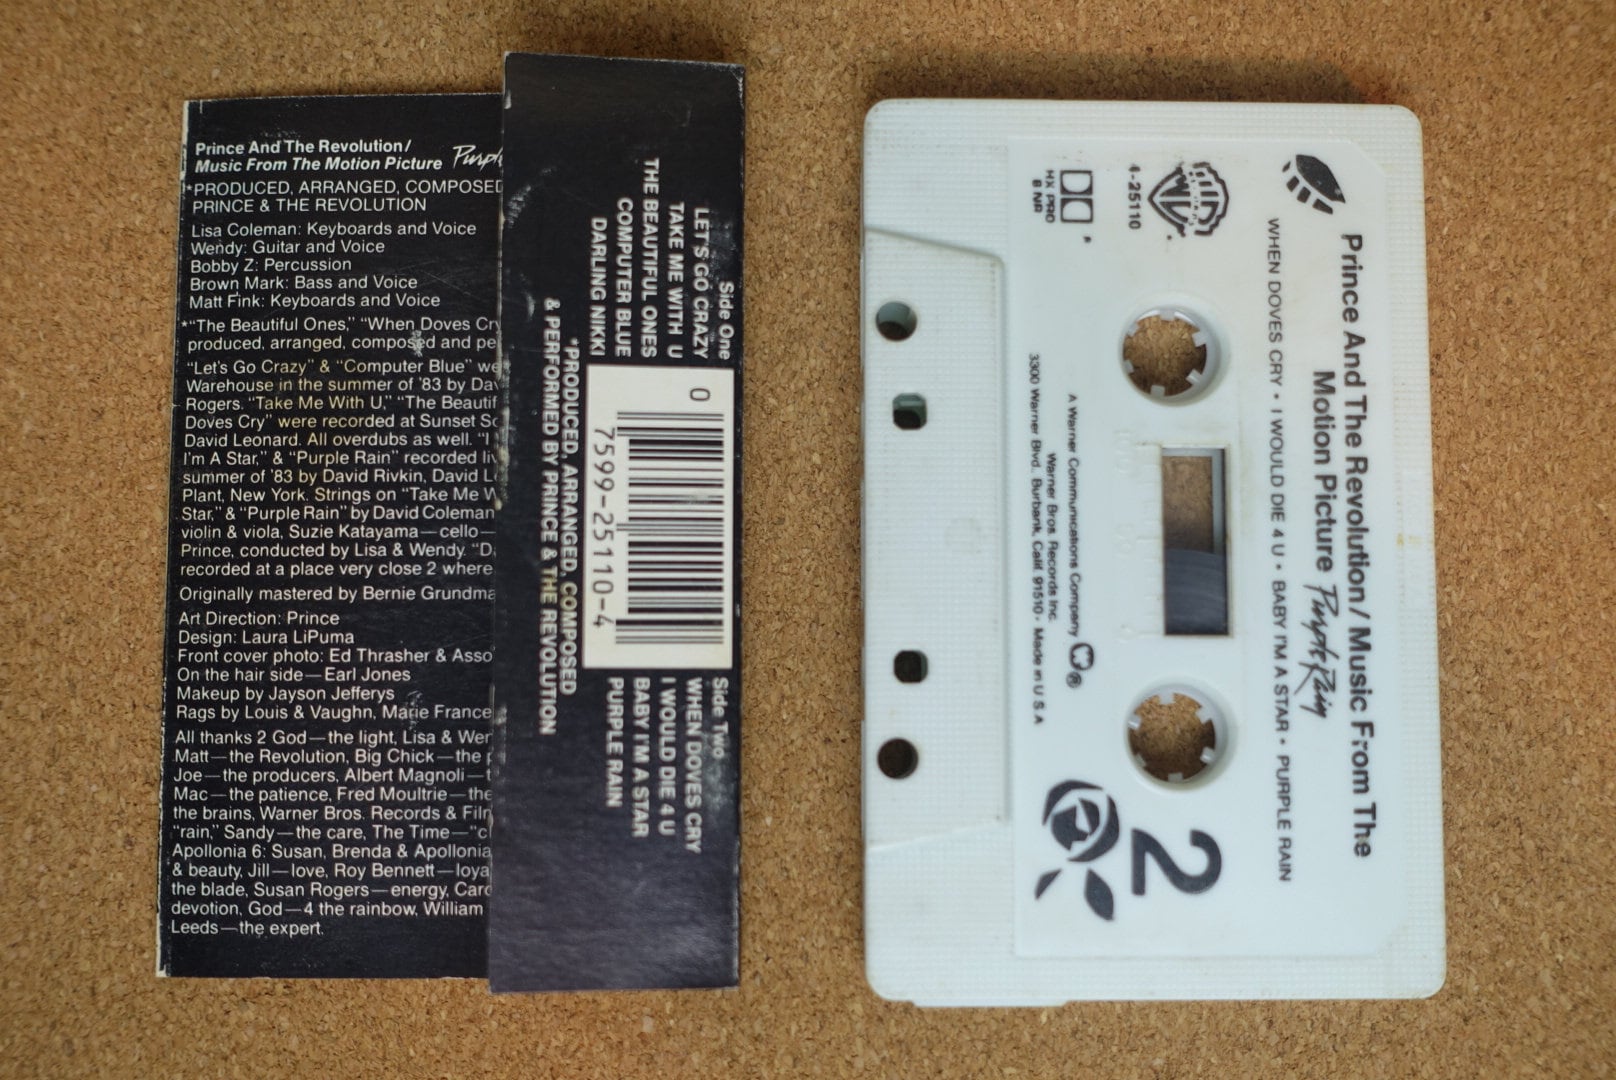 Prince And The Revolution/
Music From The Motion Picture Purple
*PRODUCED, ARRANGED, COMPOSED
PRINCE & THE REVOLUTION
Lisa Coleman: Keyboards and Voice
Wendy: Guitar and Voice
Bobby Z: Percussion
Brown Mark: Bass and Voice
Matt Fink: Keyboards and Voice
*“The Beautiful Ones,” “When Doves Cry
produced, arranged, composed and pe
“Let’s Go Crazy” & “Computer Blue” we
Warehouse in the summer of ’83 by Dav
Rogers. “Take Me With U,” “The Beautif
Doves Cry” were recorded at Sunset So
David Leonard. All overdubs as well. “I
I’m A Star,” & “Purple Rain” recorded liv
summer of ’83 by David Rivkin, David L
Plant, New York. Strings on “Take Me W
Star,” & “Purple Rain” by David Coleman
violin & viola, Suzie Katayama—cello—
Prince, conducted by Lisa & Wendy. “D
recorded at a place very close 2 where
Originally mastered by Bernie Grundma
Art Direction: Prince
Design: Laura LiPuma
Front cover photo: Ed Thrasher & Asso
On the hair side—Earl Jones
Makeup by Jayson Jefferys
Rags by Louis & Vaughn, Marie France
All thanks 2 God—the light, Lisa & Wen
Matt—the Revolution, Big Chick—the p
Joe—the producers, Albert Magnoli—t
Mac—the patience, Fred Moultrie—the
the brains, Warner Bros. Records & Film
“rain,” Sandy—the care, The Time—“cl
Apollonia 6: Susan, Brenda & Apollonia
& beauty, Jill—love, Roy Bennett—loya
the blade, Susan Rogers—energy, Caro
devotion, God—4 the rainbow, William
Leeds—the expert.
Side One
LET'S GO CRAZY
TAKE ME WITH U
THE BEAUTIFUL ONES
COMPUTER BLUE
DARLING NIKKI
*PRODUCED, ARRANGED, COMPOSED
& PERFORMED BY PRINCE & THE REVOLUTION
0 7599-25110-4
Side Two
WHEN DOVES CRY
I WOULD DIE 4 U
BABY I'M A STAR
PURPLE RAIN
Prince And The Revolution/Music From The
Motion Picture Purple Rain
WHEN DOVES CRY • I WOULD DIE 4 U • BABY I'M A STAR • PURPLE RAIN
4-25110
HX PRO
B NR
2
A Warner Communications Company
Warner Bros Records Inc.
3300 Warner Blvd. Burbank, Calif. 91510 • Made in U S A